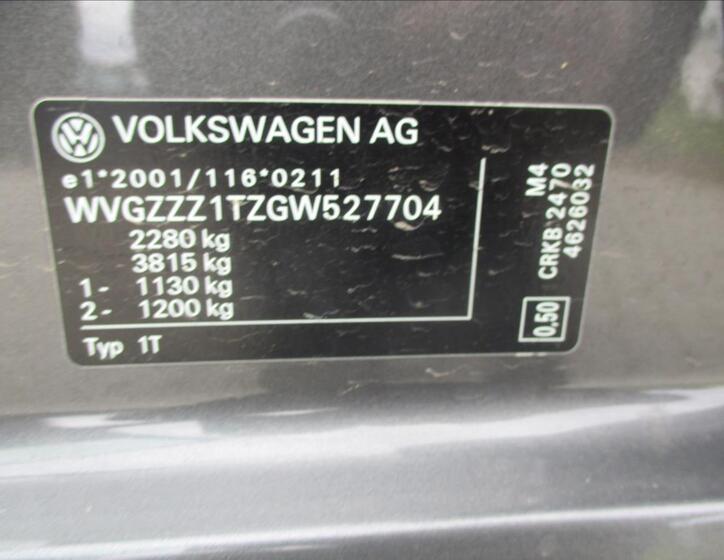 VOLKSWAGEN AG
e1*2001/116*0211
WVGZZZ1TZGW527704
2280 kg
3815 kg
1- 1130 kg
2- 1200 kg
Typ 1T
M4
CRKB 2470
4626032
0,50